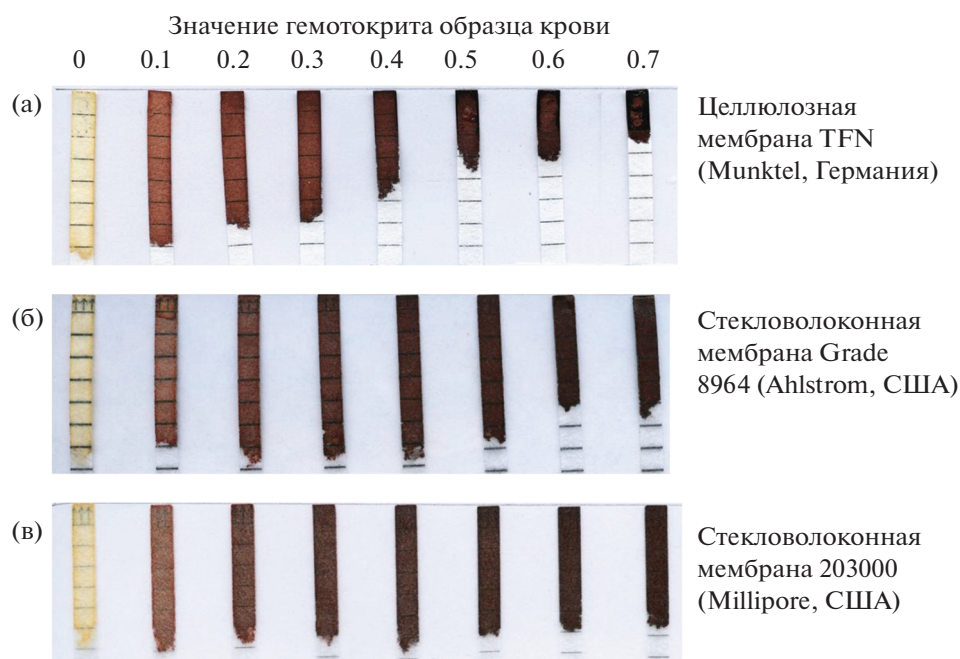 Значение гемотокрита образца крови
0 0.1 0.2 0.3 0.4 0.5 0.6 0.7
(а)
Целлюлозная
мембрана TFN
(Munktel, Германия)
(б)
Стекловолоконная
мембрана Grade
8964 (Ahlstrom, США)
(в)
Стекловолоконная
мембрана 203000
(Millipore, США)